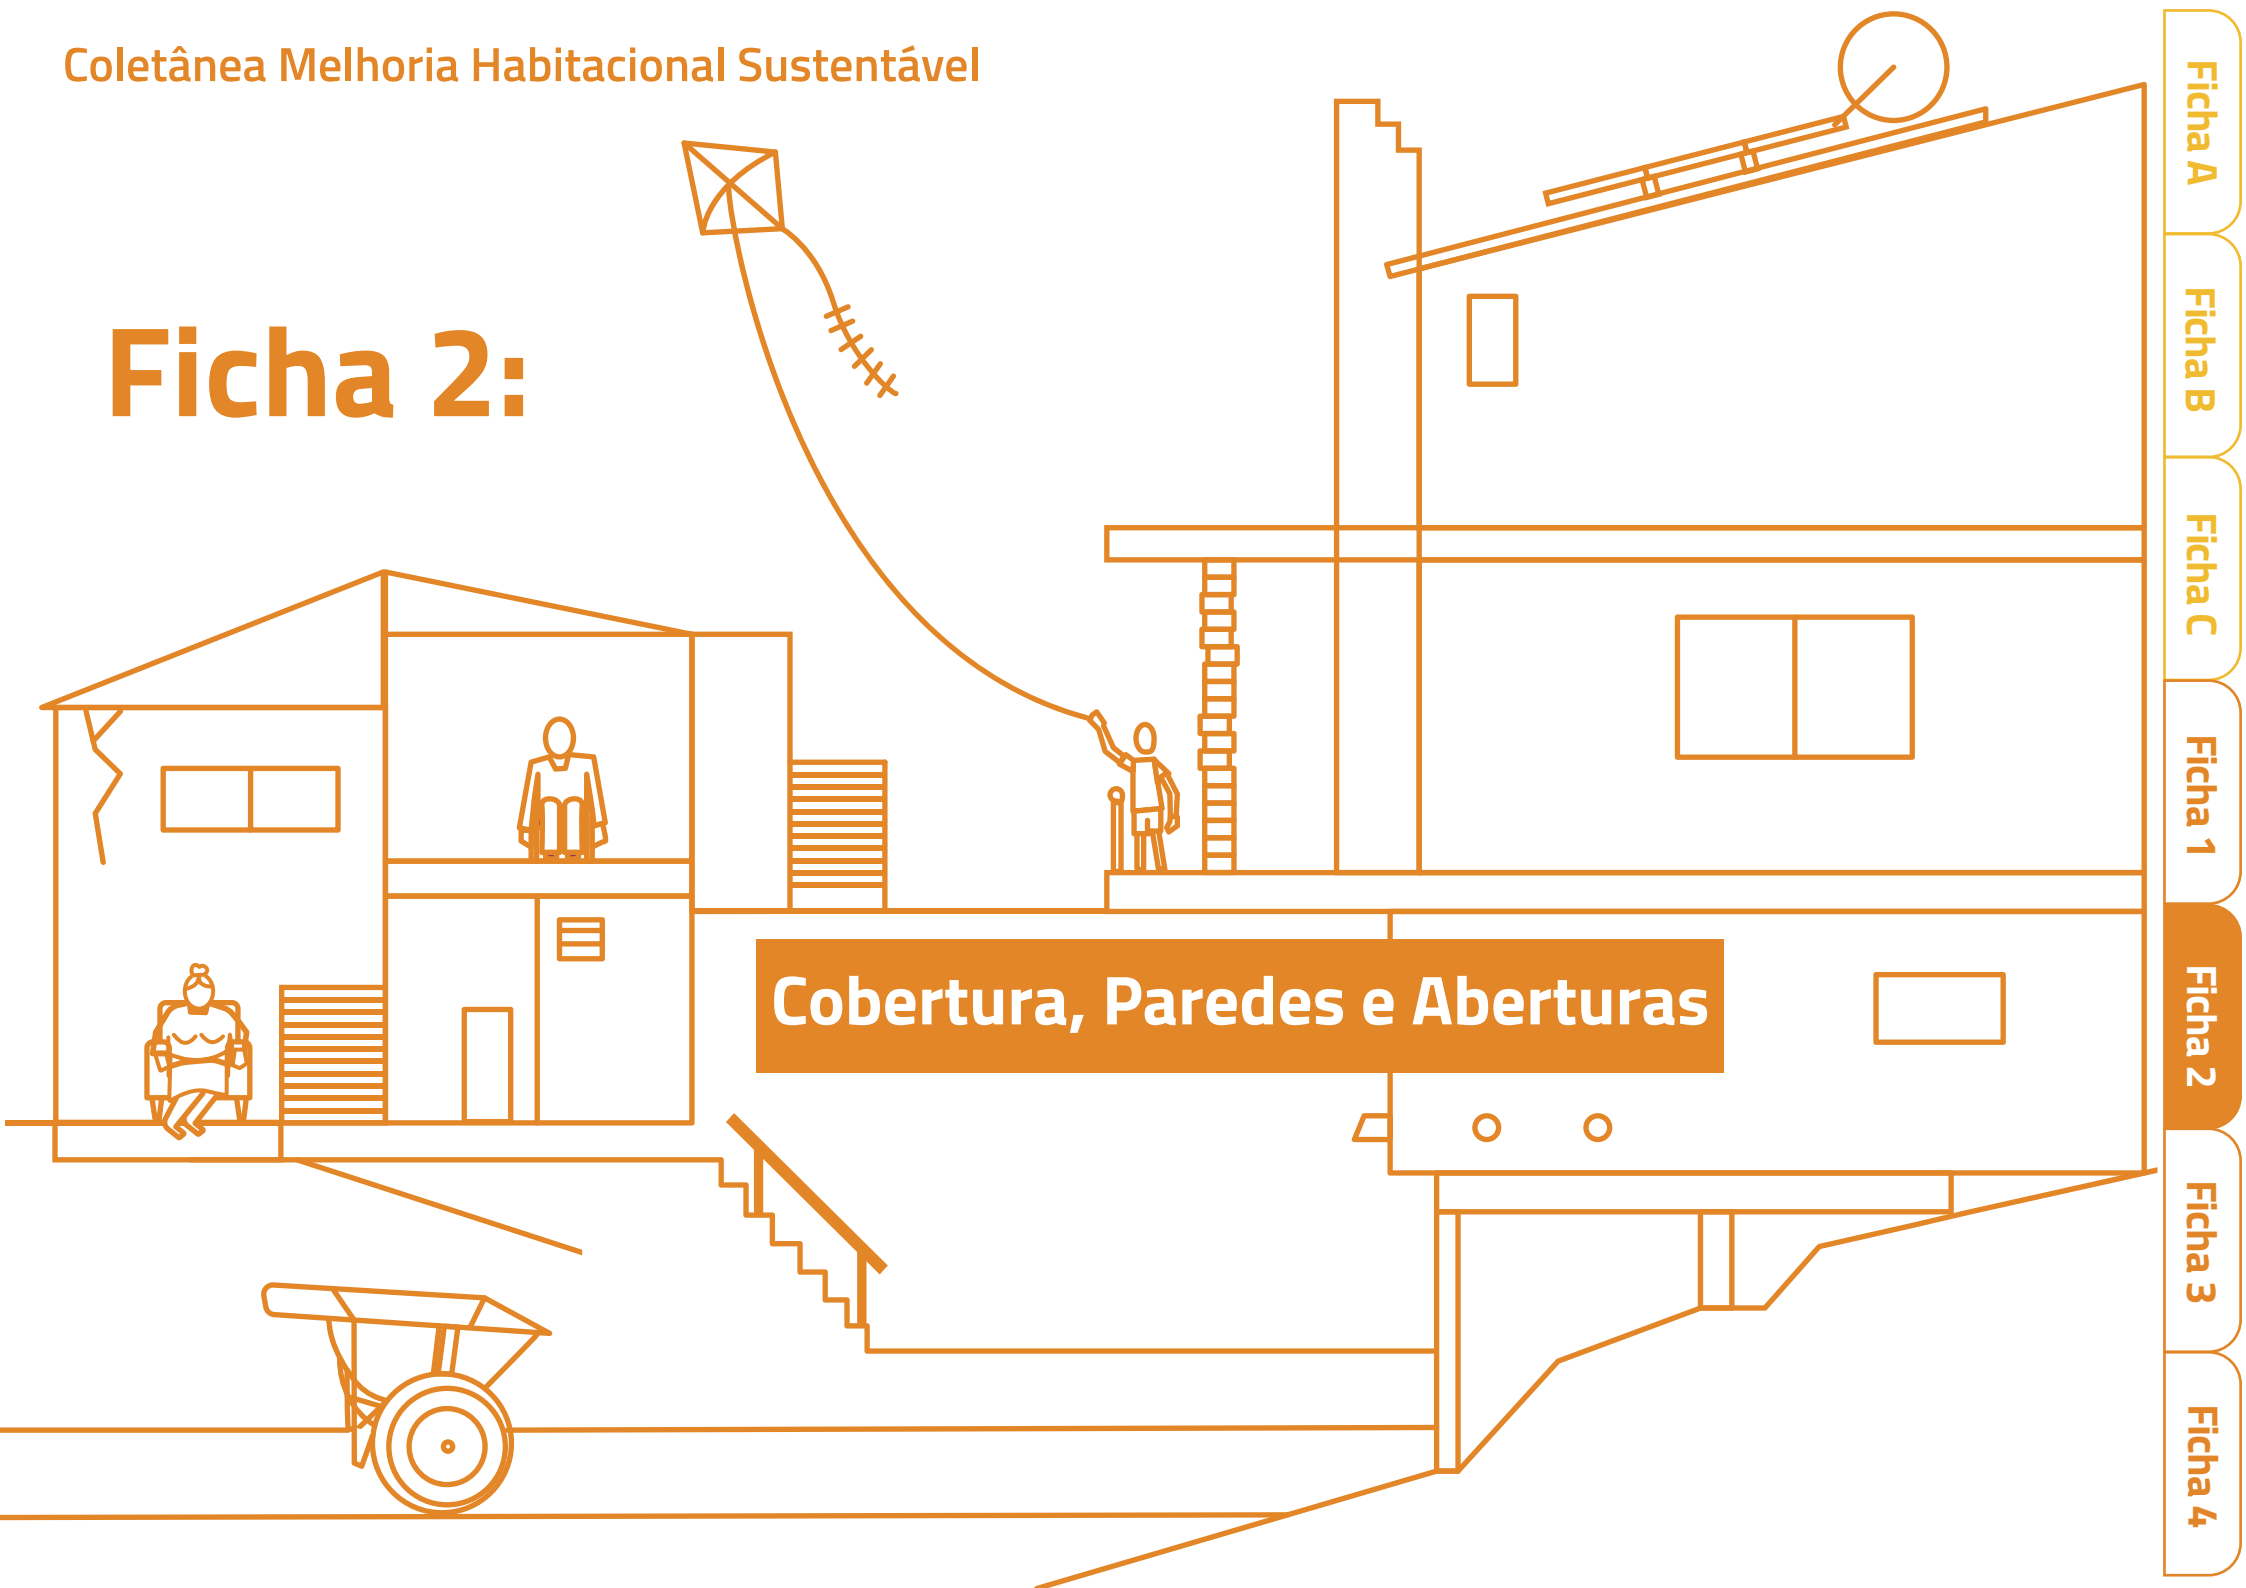 Coletânea Melhoria Habitacional Sustentável
Ficha 2:
Cobertura, Paredes e Aberturas
Ficha A
Ficha B
Ficha C
Ficha 1
Ficha 2
Ficha 3
Ficha 4